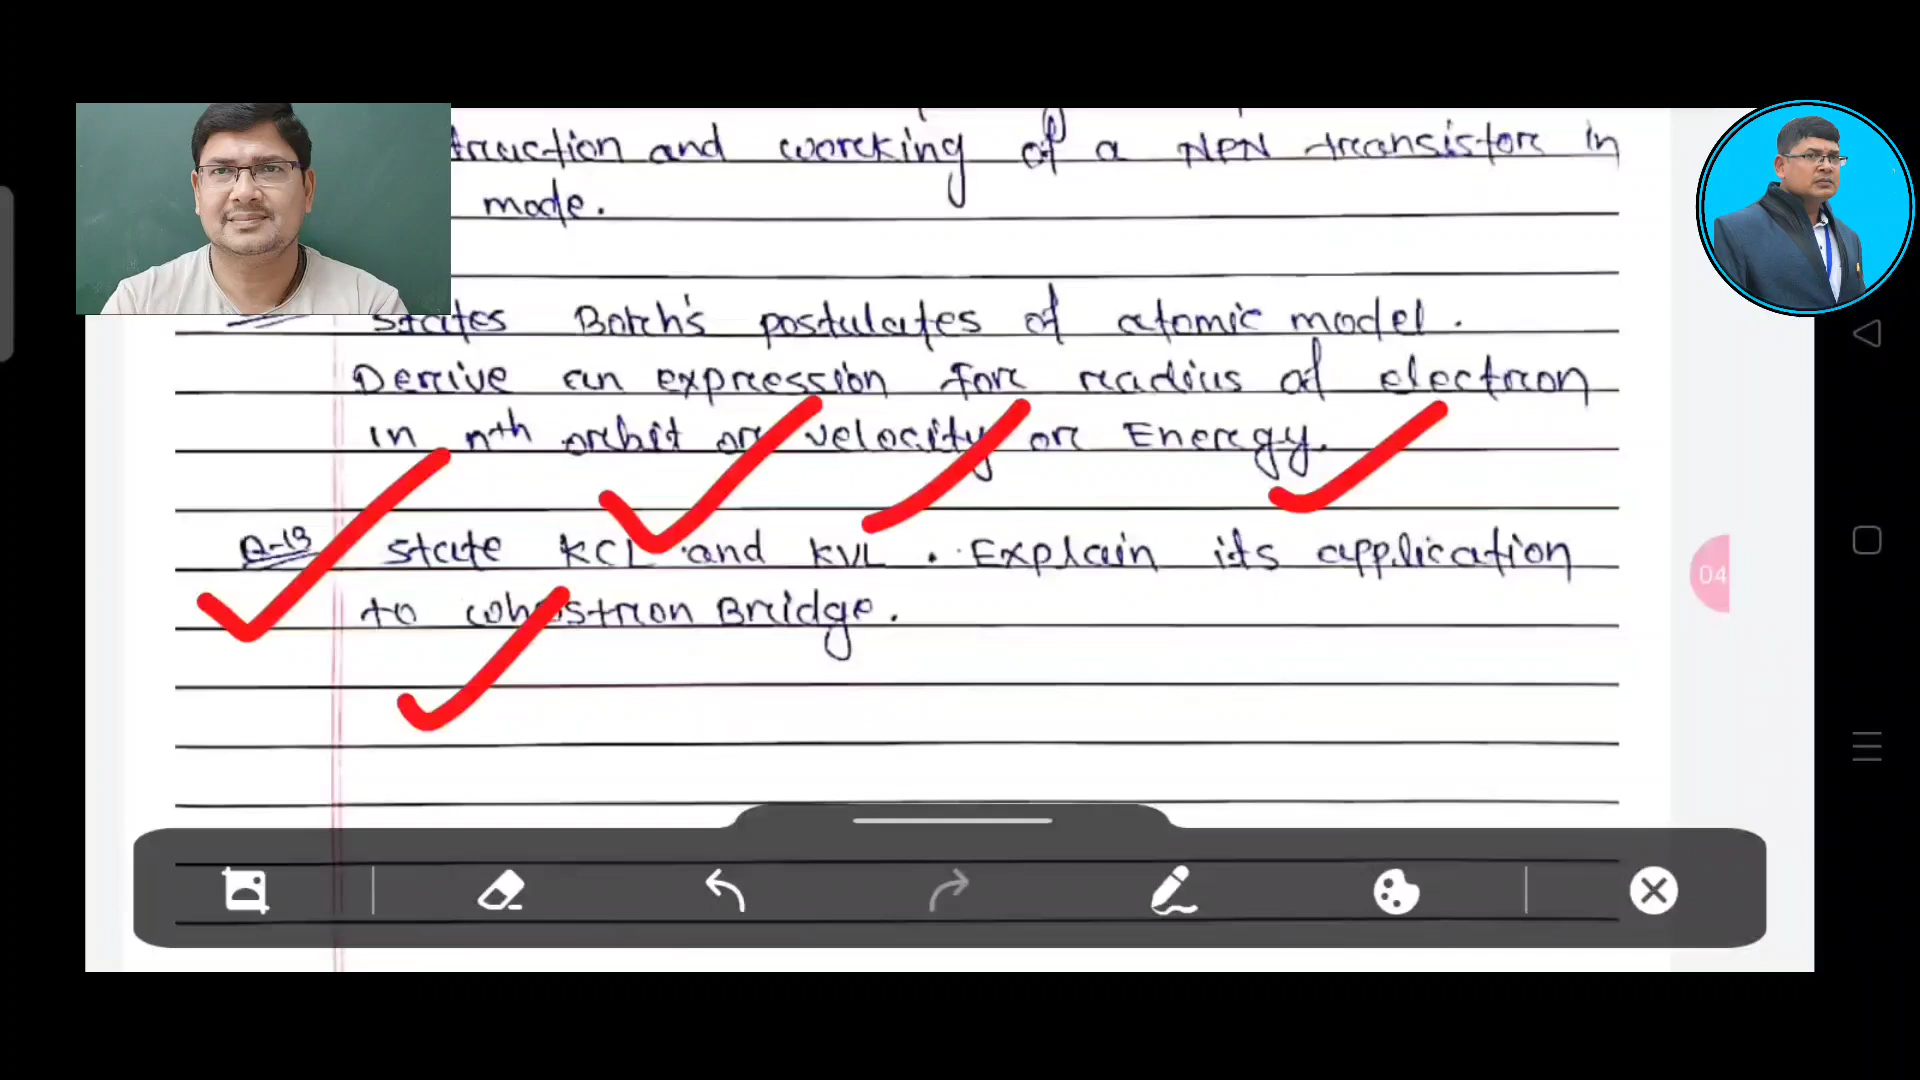 truction and working of a NPN transistor in
mode.
States Bohr's postulates of atomic model.
Derive an expression for radius of electron
in nth orbit or velocity or Energy.
Q-13 State KCL and KVL. Explain its application
to whetstron Bridge.
04